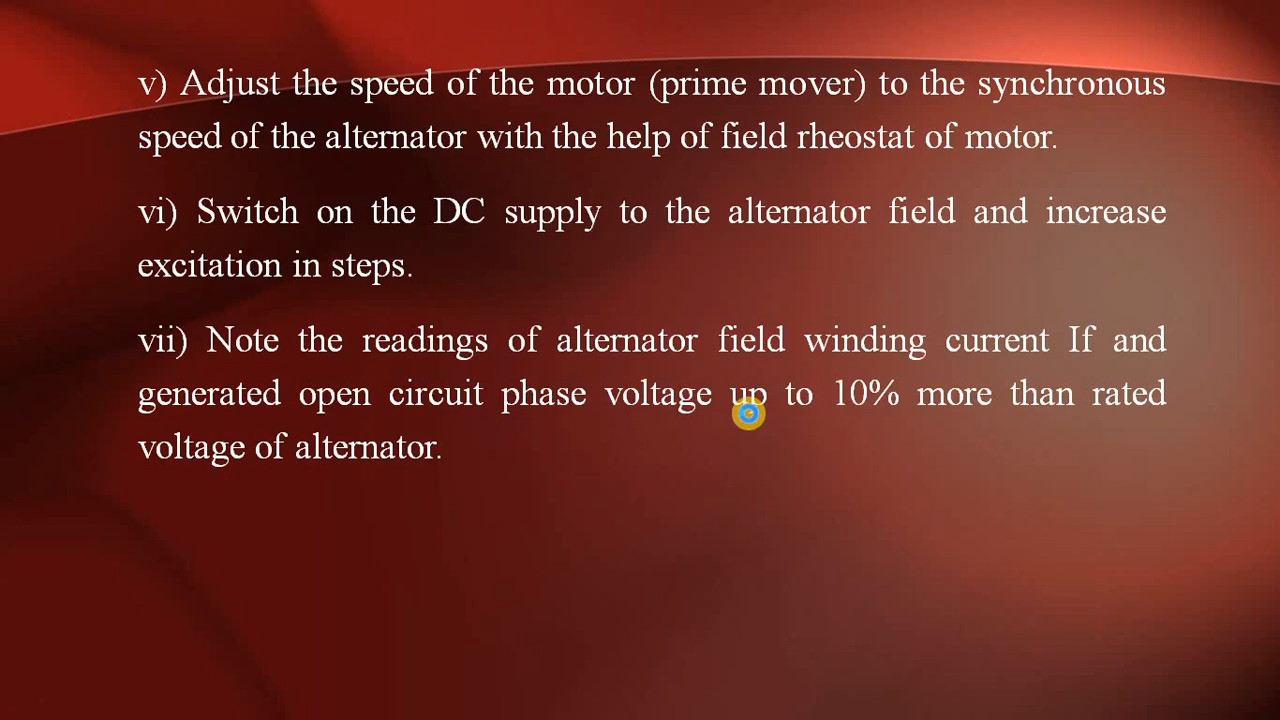 v) Adjust the speed of the motor (prime mover) to the synchronous
speed of the alternator with the help of field rheostat of motor.
vi) Switch on the DC supply to the alternator field and increase
excitation in steps.
vii) Note the readings of alternator field winding current If and
generated open circuit phase voltage up to 10% more than rated
voltage of alternator.